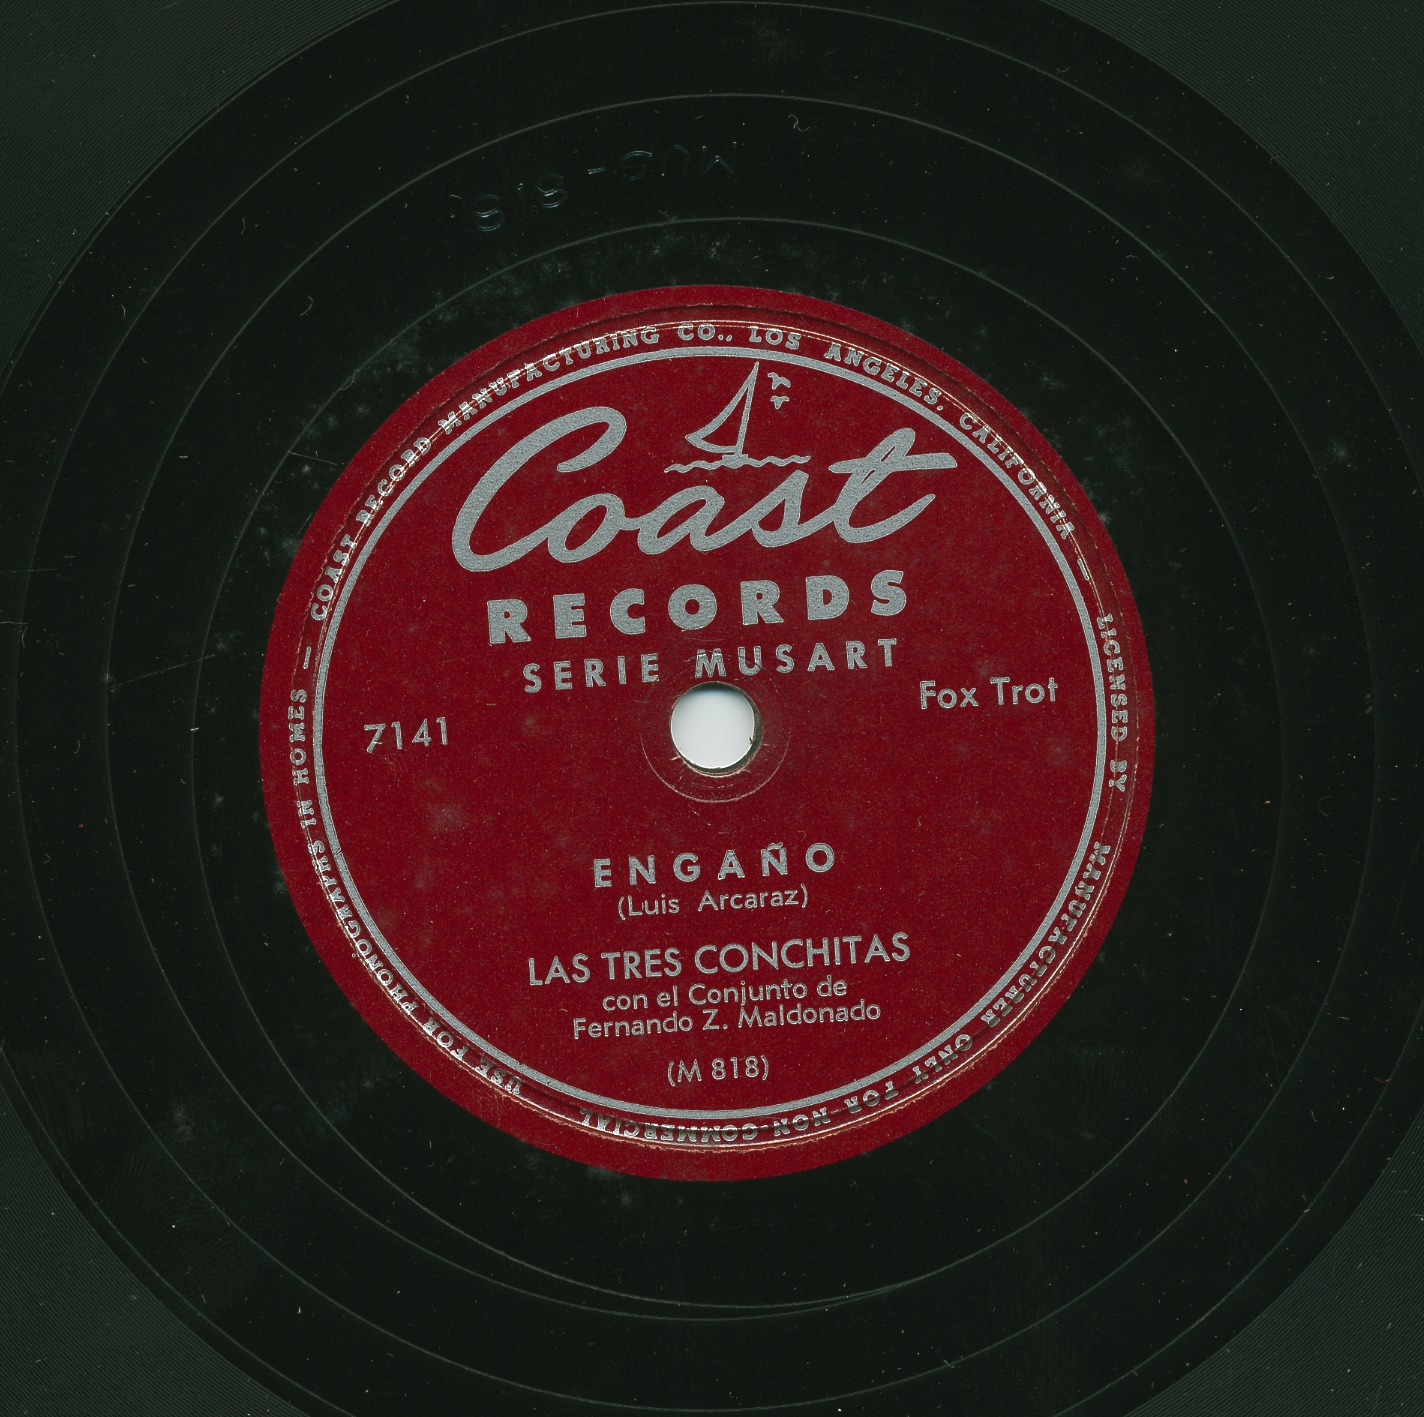 COAST RECORD MANUFACTURING CO., LOS ANGELES, CALIFORNIA — LICENSED BY MANUFACTURER ONLY FOR NON-COMMERCIAL USE FOR PHONOGRAPHS IN HOMES —
Coast
RECORDS
SERIE MUSART
Fox Trot
7141
ENGAÑO
(Luis Arcaraz)
LAS TRES CONCHITAS
con el Conjunto de
Fernando Z. Maldonado
(M 818)